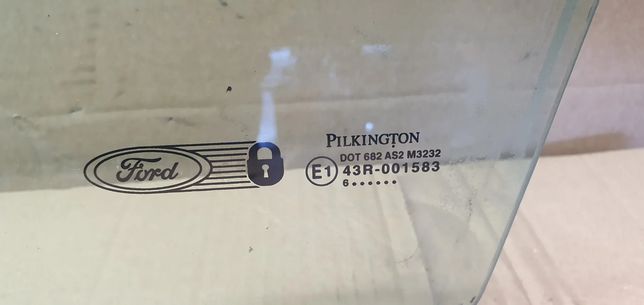 Ford
PILKINGTON
DOT 682 AS2 M3232
E1 43R-001583
6••••••